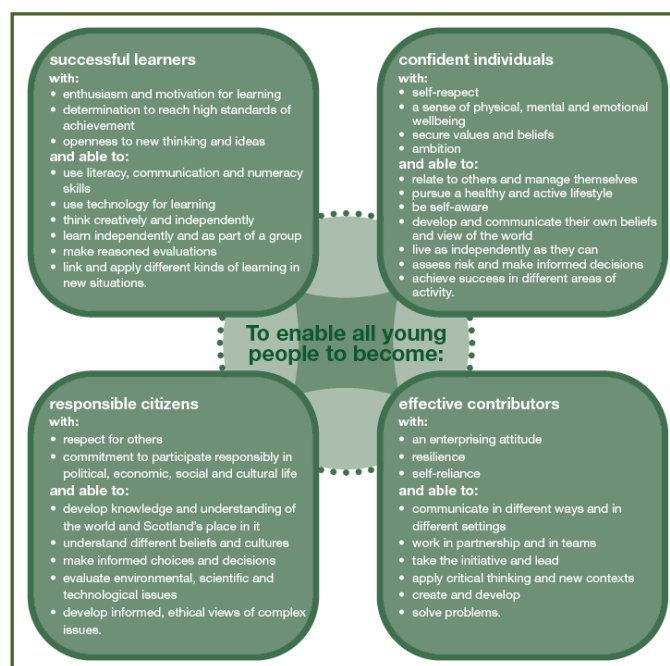 successful learners
with:
• enthusiasm and motivation for learning
• determination to reach high standards of
achievement
• openness to new thinking and ideas
and able to:
• use literacy, communication and numeracy
skills
• use technology for learning
• think creatively and independently
• learn independently and as part of a group
• make reasoned evaluations
• link and apply different kinds of learning in
new situations.
confident individuals
with:
• self-respect
• a sense of physical, mental and emotional
wellbeing
• secure values and beliefs
• ambition
and able to:
• relate to others and manage themselves
• pursue a healthy and active lifestyle
• be self-aware
• develop and communicate their own beliefs
and view of the world
• live as independently as they can
• assess risk and make informed decisions
• achieve success in different areas of
activity.
To enable all young
people to become:
responsible citizens
with:
• respect for others
• commitment to participate responsibly in
political, economic, social and cultural life
and able to:
• develop knowledge and understanding of
the world and Scotland's place in it
• understand different beliefs and cultures
• make informed choices and decisions
• evaluate environmental, scientific and
technological issues
• develop informed, ethical views of complex
issues.
effective contributors
with:
• an enterprising attitude
• resilience
• self-reliance
and able to:
• communicate in different ways and in
different settings
• work in partnership and in teams
• take the initiative and lead
• apply critical thinking and new contexts
• create and develop
• solve problems.